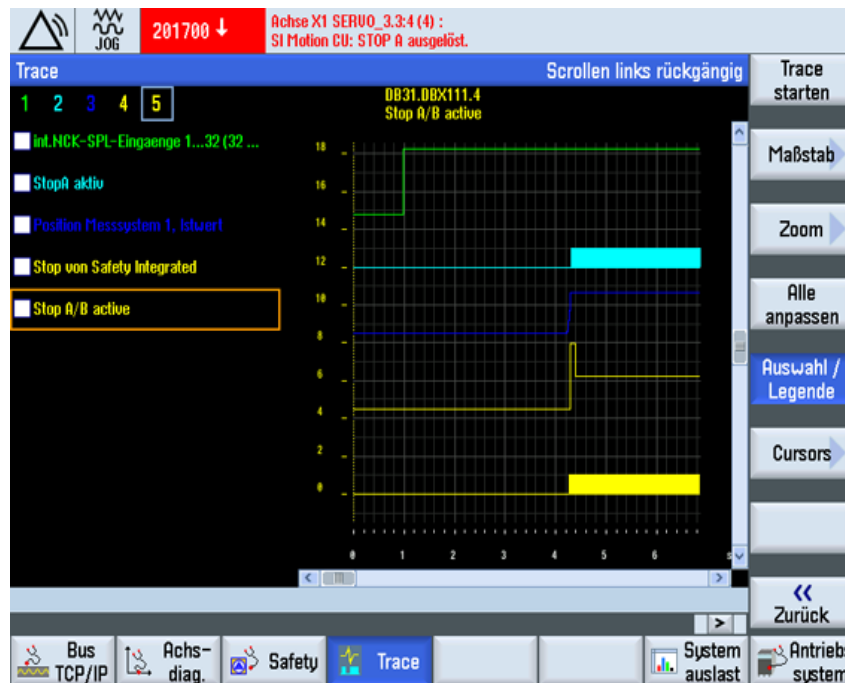 JOG
201700 ↓
Achse X1 SERVO_3.3:4 (4) :
SI Motion CU: STOP A ausgelöst.
Trace
Scrollen links rückgängig
1 2 3 4 5
DB31.DBX111.4
Stop A/B active
int.NCK-SPL-Eingaenge 1...32 (32 ...
StopA aktiv
Position Messsystem 1, Istwert
Stop von Safety Integrated
Stop A/B active
18
16
14
12
10
8
6
4
2
0
0 1 2 3 4 5 6 s
Trace
starten
Maßstab
Zoom
Alle
anpassen
Auswahl /
Legende
Cursors
«
Zurück
>
Bus
TCP/IP
Achs-
diag.
Safety
Trace
System
auslast
Antriebs
system